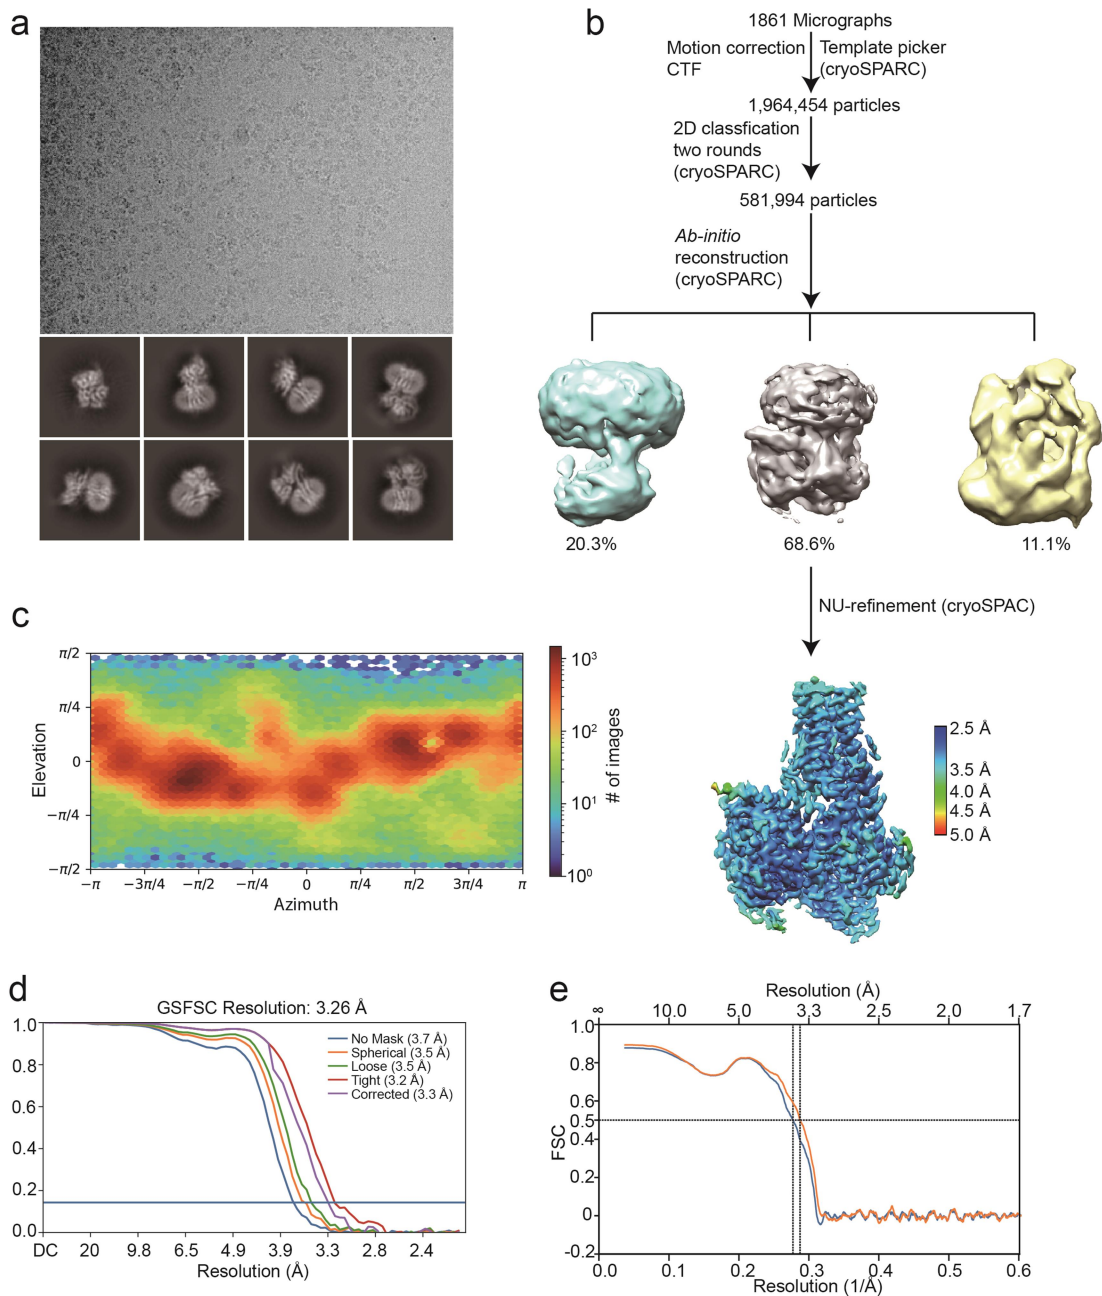 a
b
1861 Micrographs
Motion correction
CTF
Template picker
(cryoSPARC)
1,964,454 particles
2D classfication
two rounds
(cryoSPARC)
581,994 particles
Ab-initio
reconstruction
(cryoSPARC)
20.3%
68.6%
11.1%
NU-refinement (cryoSPAC)
2.5 Å
3.5 Å
4.0 Å
4.5 Å
5.0 Å
c
π/2
π/4
0
−π/4
−π/2
Elevation
−π
−3π/4
−π/2
−π/4
0
π/4
π/2
3π/4
π
Azimuth
10³
10²
10¹
10⁰
# of images
d
GSFSC Resolution: 3.26 Å
1.0
0.8
0.6
0.4
0.2
0.0
No Mask (3.7 Å)
Spherical (3.5 Å)
Loose (3.5 Å)
Tight (3.2 Å)
Corrected (3.3 Å)
DC
20
9.8
6.5
4.9
3.9
3.3
2.8
2.4
Resolution (Å)
e
Resolution (Å)
∞
10.0
5.0
3.3
2.5
2.0
1.7
1.0
0.8
0.6
0.5
0.4
0.2
0
-0.2
FSC
0.0
0.1
0.2
0.3
0.4
0.5
0.6
Resolution (1/Å)